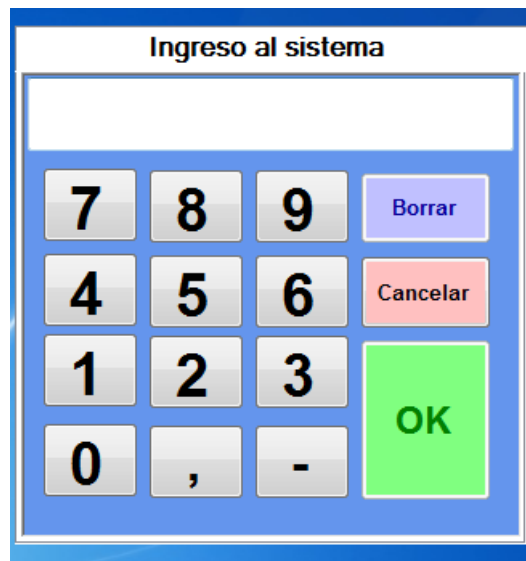 Ingreso al sistema
7 8 9 Borrar
4 5 6 Cancelar
1 2 3
OK
0 , -